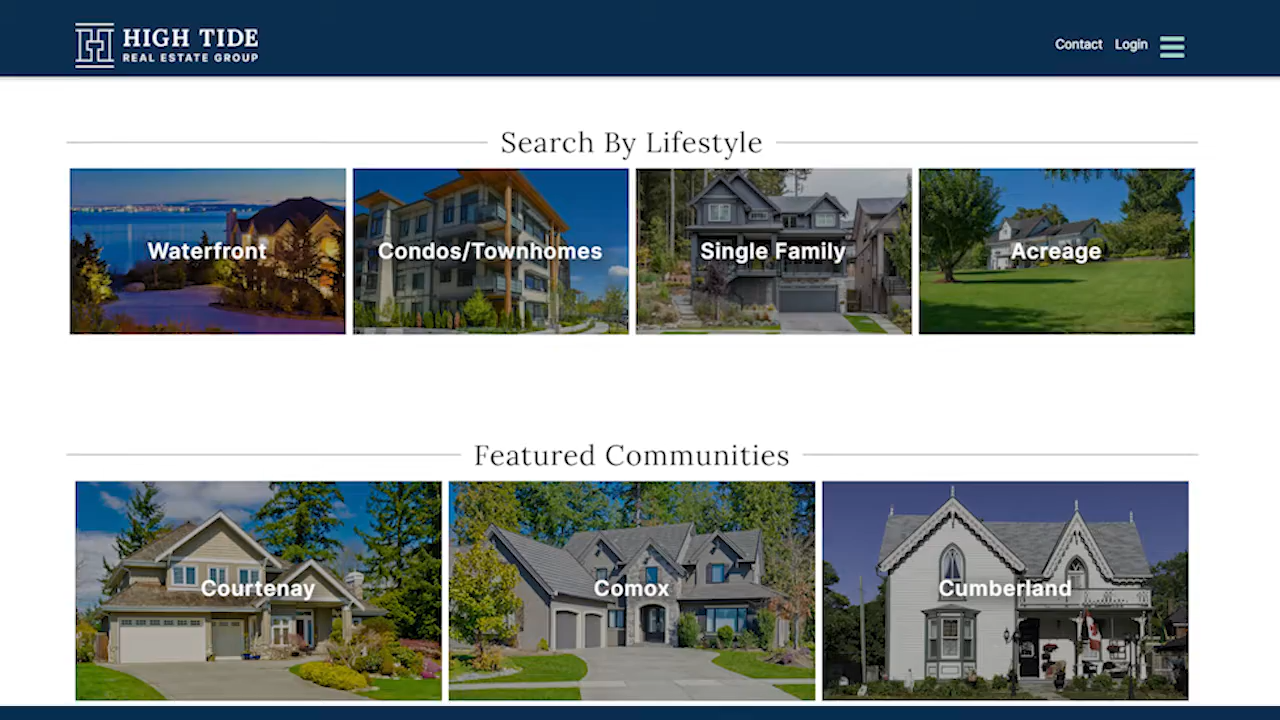 HIGH TIDE
REAL ESTATE GROUP
Contact Login
Search By Lifestyle
Waterfront
Condos/Townhomes
Single Family
Acreage
Featured Communities
Courtenay
Comox
Cumberland